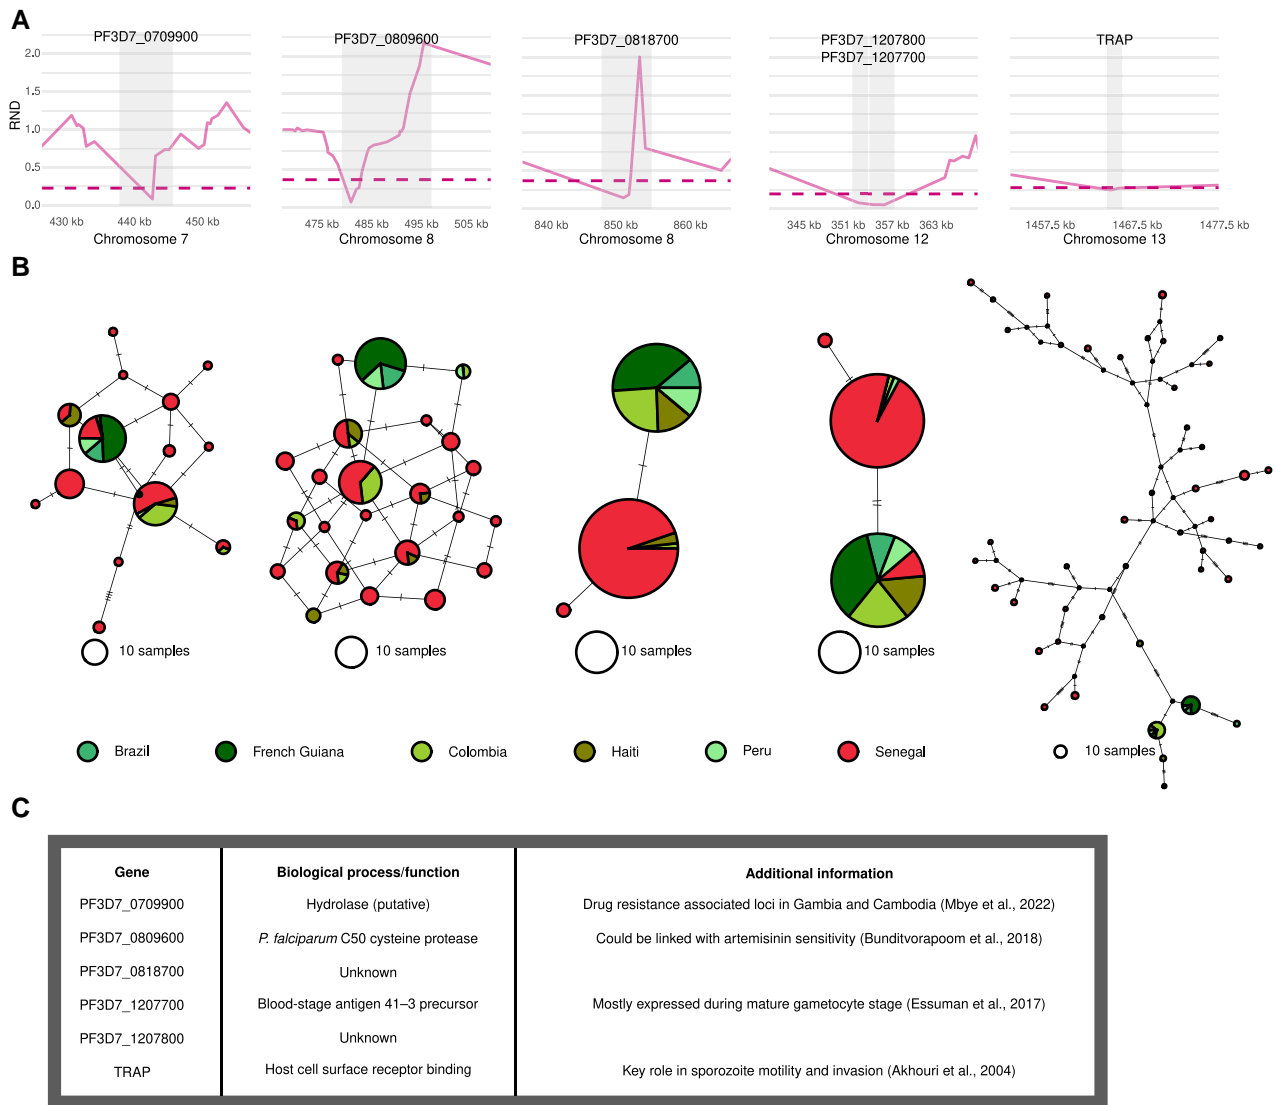 A
PF3D7_0709900
PF3D7_0809600
PF3D7_0818700
PF3D7_1207800
PF3D7_1207700
TRAP
RND
2.0
1.5
1.0
0.5
0.0
430 kb 440 kb 450 kb
Chromosome 7
475 kb 485 kb 495 kb 505 kb
Chromosome 8
840 kb 850 kb 860 kb
Chromosome 8
345 kb 351 kb 357 kb 363 kb
Chromosome 12
1457.5 kb 1467.5 kb 1477.5 kb
Chromosome 13
B
10 samples
10 samples
10 samples
10 samples
10 samples
Brazil French Guiana Colombia Haiti Peru Senegal
C
Gene Biological process/function Additional information
PF3D7_0709900 Hydrolase (putative) Drug resistance associated loci in Gambia and Cambodia (Mbye et al., 2022)
PF3D7_0809600 P. falciparum C50 cysteine protease Could be linked with artemisinin sensitivity (Bunditvorapoom et al., 2018)
PF3D7_0818700 Unknown
PF3D7_1207700 Blood-stage antigen 41–3 precursor Mostly expressed during mature gametocyte stage (Essuman et al., 2017)
PF3D7_1207800 Unknown
TRAP Host cell surface receptor binding Key role in sporozoite motility and invasion (Akhouri et al., 2004)